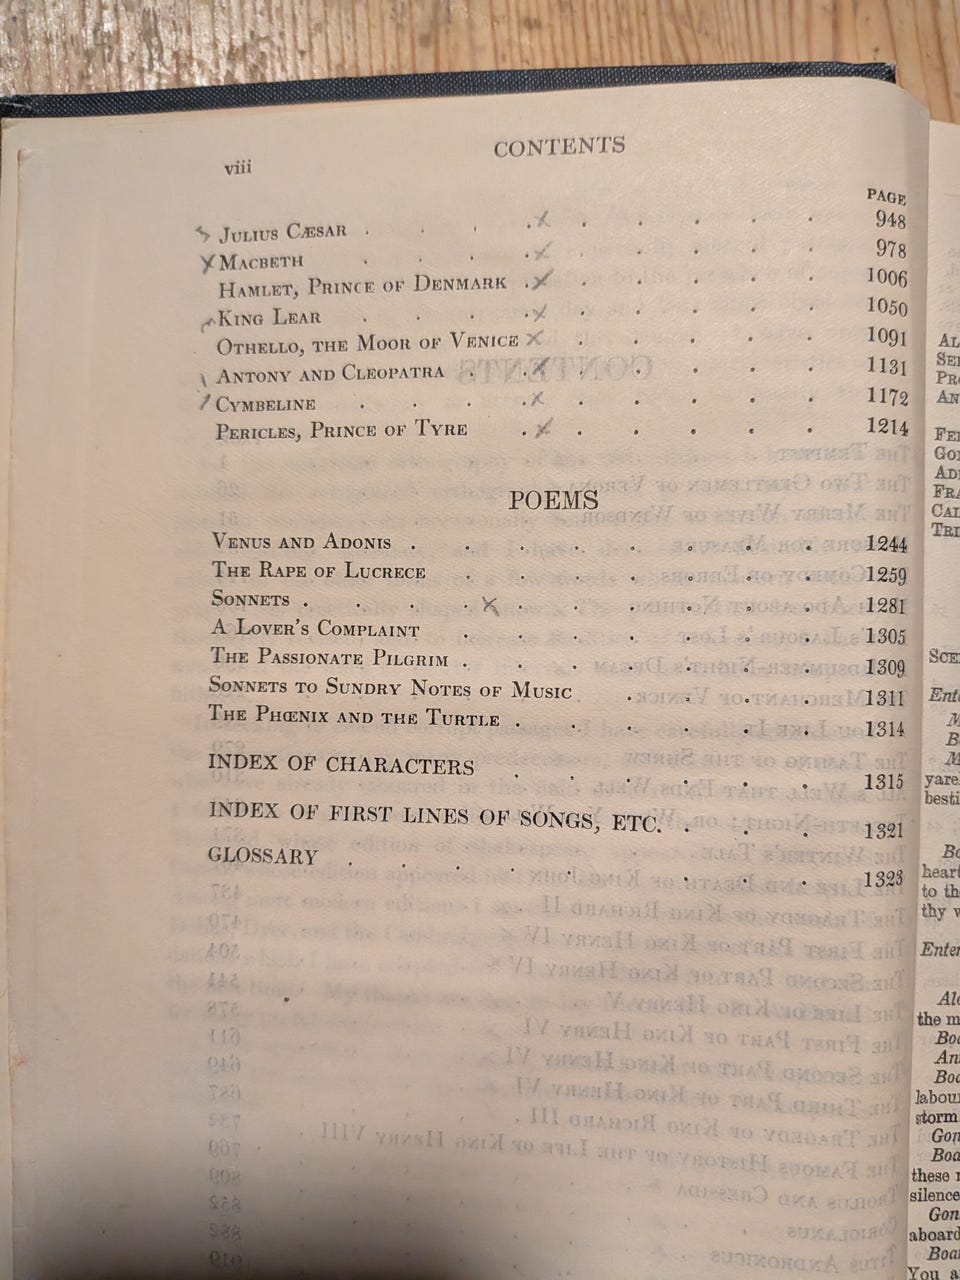 viii
CONTENTS
PAGE
JULIUS CÆSAR . . . . . . . . 948
MACBETH . . . . . . . . 978
HAMLET, PRINCE OF DENMARK . . . . . . 1006
KING LEAR . . . . . . . . 1050
OTHELLO, THE MOOR OF VENICE . . . . . 1091
ANTONY AND CLEOPATRA . . . . . . . 1131
CYMBELINE . . . . . . . . 1172
PERICLES, PRINCE OF TYRE . . . . . . 1214
POEMS
VENUS AND ADONIS . . . . . . . . 1244
THE RAPE OF LUCRECE . . . . . . . 1259
SONNETS . . . . . . . . . 1281
A LOVER'S COMPLAINT . . . . . . . 1305
THE PASSIONATE PILGRIM . . . . . . . 1309
SONNETS TO SUNDRY NOTES OF MUSIC . . . . 1311
THE PHŒNIX AND THE TURTLE . . . . . . 1314
INDEX OF CHARACTERS . . . . . . 1315
INDEX OF FIRST LINES OF SONGS, ETC. . . . 1321
GLOSSARY . . . . . . . . 1323